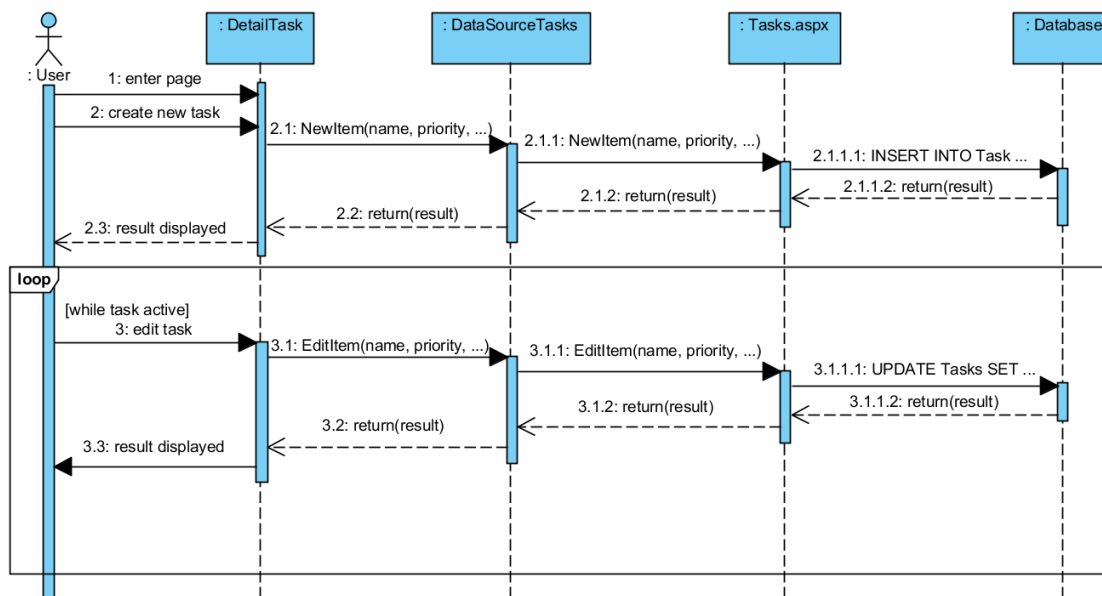 : User
: DetailTask
: DataSourceTasks
: Tasks.aspx
: Database
1: enter page
2: create new task
2.1: NewItem(name, priority, ...)
2.1.1: NewItem(name, priority, ...)
2.1.1.1: INSERT INTO Task ...
2.1.1.2: return(result)
2.1.2: return(result)
2.2: return(result)
2.3: result displayed
loop
[while task active]
3: edit task
3.1: EditItem(name, priority, ...)
3.1.1: EditItem(name, priority, ...)
3.1.1.1: UPDATE Tasks SET ...
3.1.1.2: return(result)
3.1.2: return(result)
3.2: return(result)
3.3: result displayed